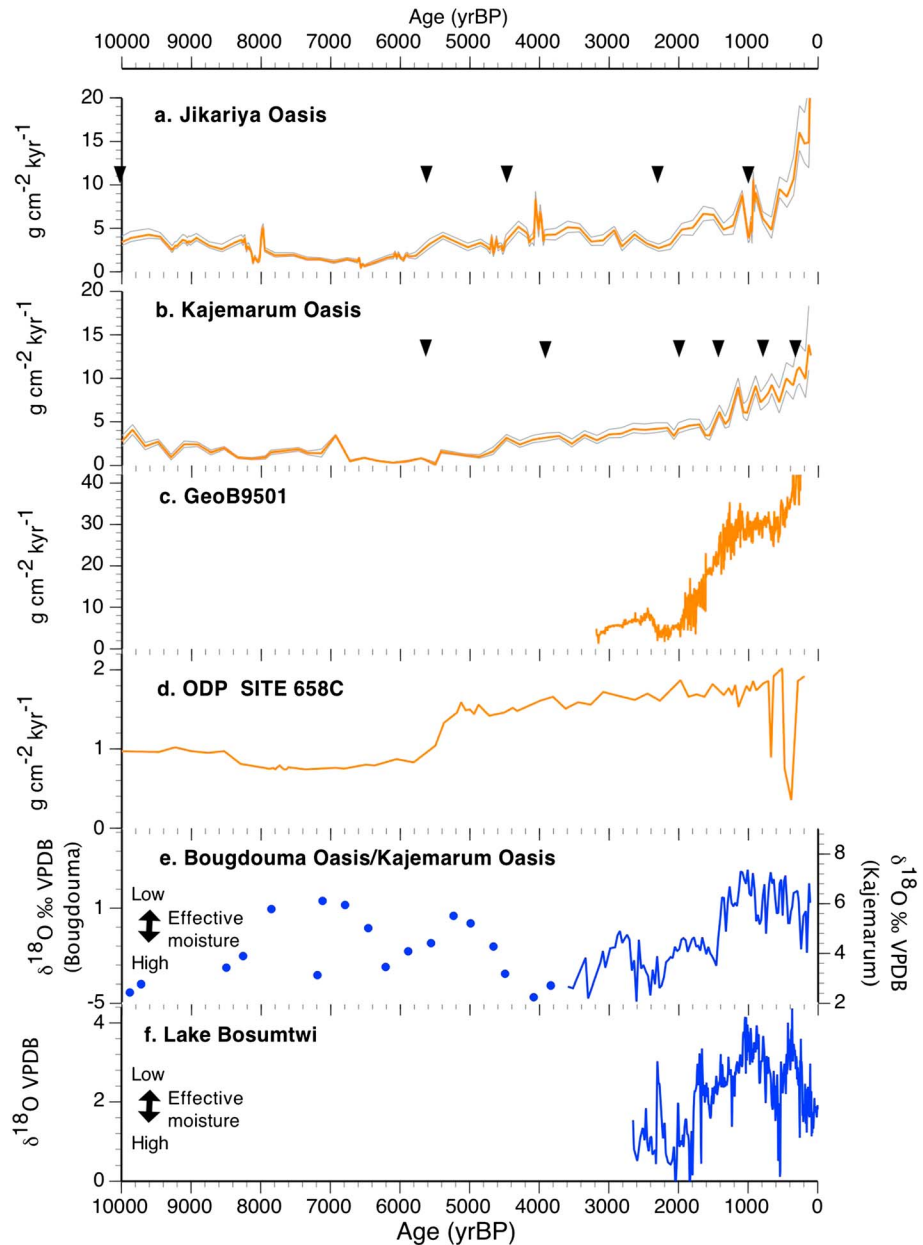 Age (yrBP)
10000 9000 8000 7000 6000 5000 4000 3000 2000 1000 0
20
a. Jikariya Oasis
15
g cm⁻² kyr⁻¹
10
5
0
20
b. Kajemarum Oasis
15
g cm⁻² kyr⁻¹
10
5
0
40
c. GeoB9501
30
g cm⁻² kyr⁻¹
20
10
0
2
d. ODP SITE 658C
g cm⁻² kyr⁻¹
1
0
e. Bougdouma Oasis/Kajemarum Oasis
δ¹⁸O ‰ VPDB
(Bougdouma)
1
-5
Low
Effective
moisture
High
8
6
4
2
δ¹⁸O ‰ VPDB
(Kajemarum)
4
f. Lake Bosumtwi
δ¹⁸O VPDB
2
0
Low
Effective
moisture
High
10000 9000 8000 7000 6000 5000 4000 3000 2000 1000 0
Age (yrBP)